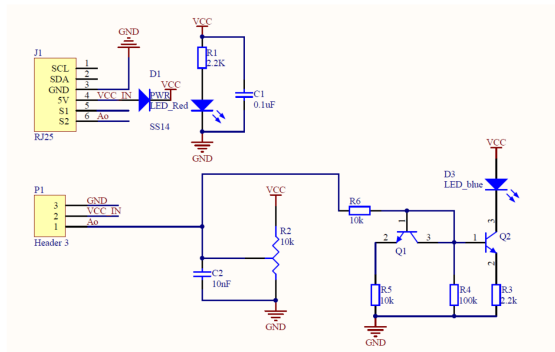 GND
VCC
J1
SCL 1
SDA 2
GND 3
5V 4 VCC_IN
S1 5
S2 6 Ao
RJ25
D1
VCC
PWR
LED_Red
SS14
R1
2.2K
C1
0.1uF
GND
P1
3 GND
2 VCC_IN
1 Ao
Header 3
VCC
R2
10k
C2
10nF
GND
R6
10k
1
2 3
Q1
VCC
D3
LED_blue
3
1 Q2
2
R5
10k
R4
100k
R3
2.2k
GND